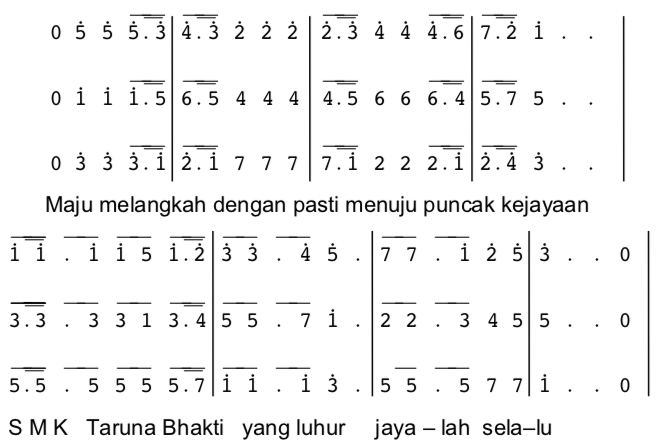 0 5̇ 5̇ 5̇.3̇ | 4̇.3̇ 2̇ 2̇ 2̇ | 2̇.3̇ 4̇ 4̇ 4̇.6 | 7.2̇ 1̇ . . |
0 1̇ 1̇ 1̇.5 | 6.5 4 4 4 | 4.5 6 6 6.4 | 5.7 5 . . |
0 3̇ 3̇ 3̇.1̇ | 2̇.1̇ 7 7 7 | 7.1̇ 2 2 2.1̇ | 2̇.4̇ 3̇ . . |
Maju melangkah dengan pasti menuju puncak kejayaan
1̇ 1̇ . 1̇ 1̇ 5 1̇.2̇ | 3̇ 3̇ . 4̇ 5̇ . | 7 7 . 1̇ 2̇ 5̇ | 3̇ . . 0 |
3.3 . 3 3 1 3.4 | 5 5 . 7 1̇ . | 2 2 . 3 4 5 | 5 . . 0 |
5.5 . 5 5 5 5.7 | 1̇ 1̇ . 1̇ 3̇ . | 5 5 . 5 7 7 | 1̇ . . 0 |
S M K Taruna Bhakti yang luhur jaya – lah sela–lu